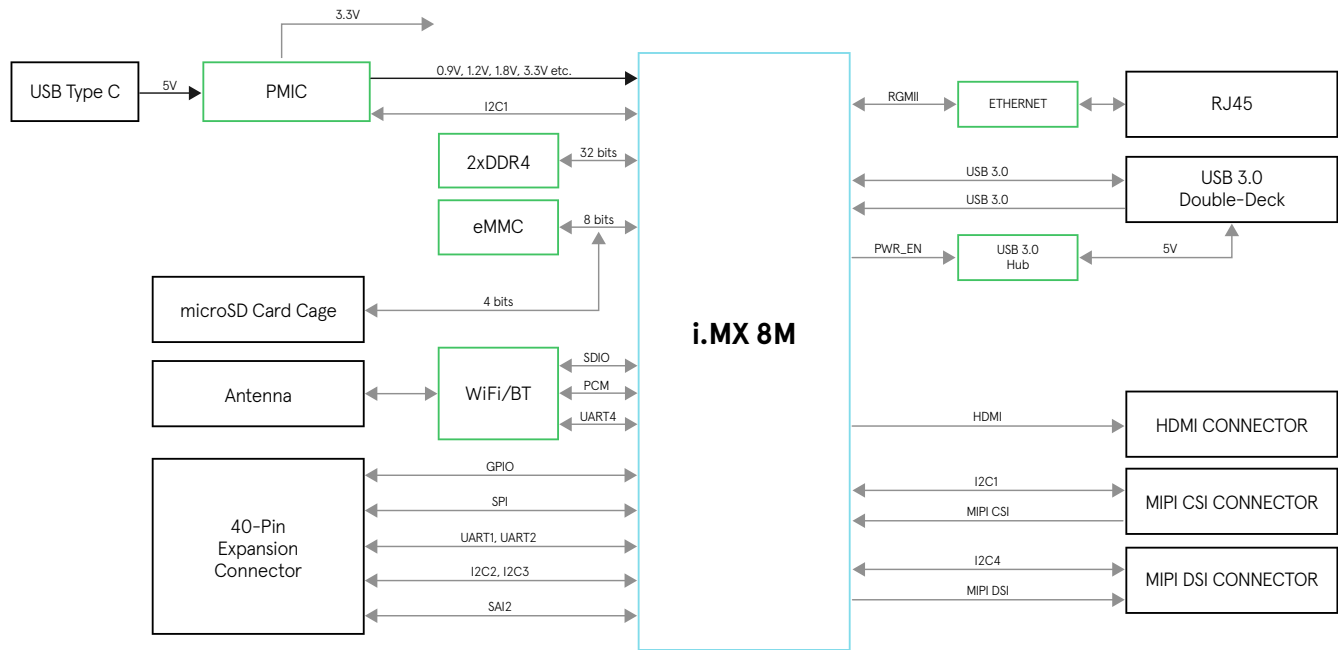 3.3V
USB Type C
5V
PMIC
0.9V, 1.2V, 1.8V, 3.3V etc.
I2C1
2xDDR4
32 bits
eMMC
8 bits
microSD Card Cage
4 bits
Antenna
WiFi/BT
SDIO
PCM
UART4
40-Pin
Expansion
Connector
GPIO
SPI
UART1, UART2
I2C2, I2C3
SAI2
i.MX 8M
RGMII
ETHERNET
RJ45
USB 3.0
USB 3.0
USB 3.0
Double-Deck
PWR_EN
USB 3.0
Hub
5V
HDMI
HDMI CONNECTOR
I2C1
MIPI CSI
MIPI CSI CONNECTOR
I2C4
MIPI DSI
MIPI DSI CONNECTOR